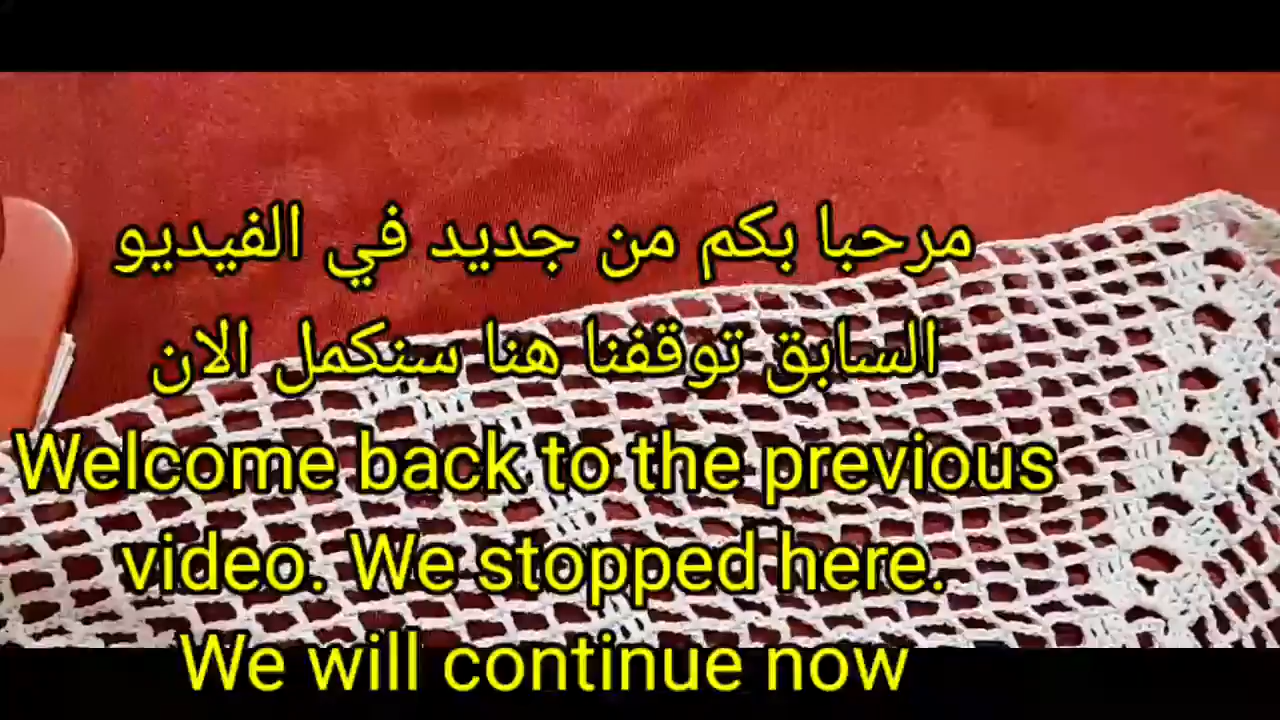 مرحبا بكم من جديد في الفيديو
السابق توقفنا هنا سنكمل الان
Welcome back to the previous
video. We stopped here.
We will continue now